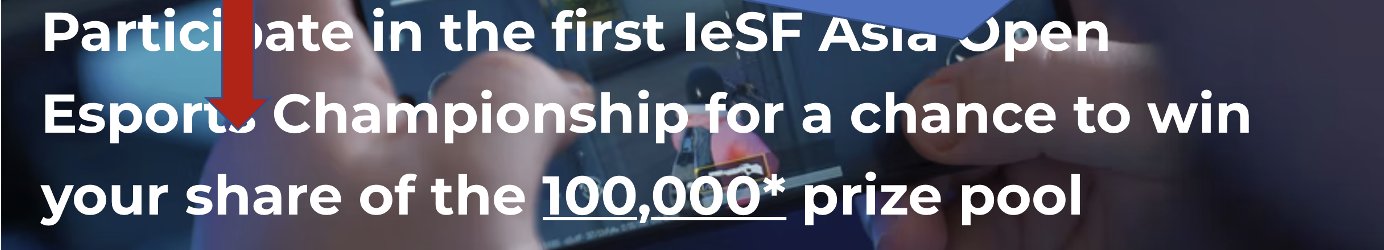 Participate in the first IeSF Asia Open
Esports Championship for a chance to win
your share of the 100,000* prize pool